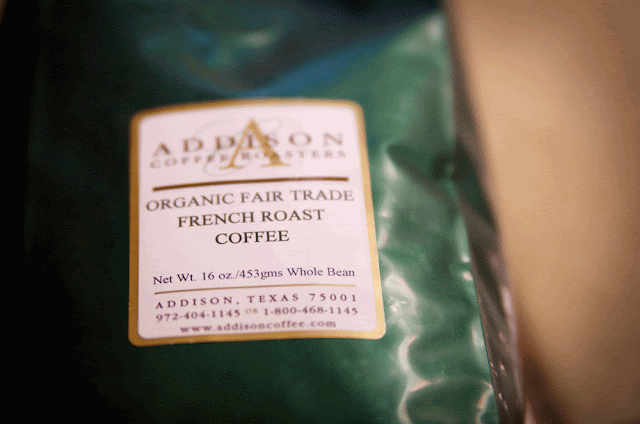 ADDISON
COFFEE ROASTERS
ORGANIC FAIR TRADE
FRENCH ROAST
COFFEE
Net Wt. 16 oz./453gms Whole Bean
ADDISON, TEXAS 75001
972-404-1145 OR 1-800-468-1145
www.addisoncoffee.com